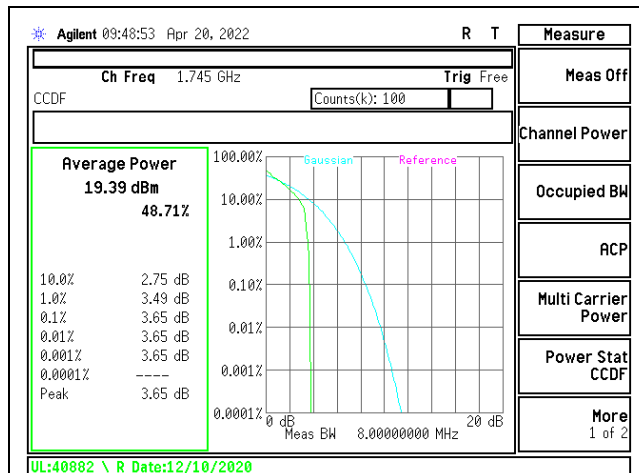 Agilent 09:48:53 Apr 20, 2022 R T
Ch Freq 1.745 GHz Trig Free
CCDF Counts(k): 100
Average Power
19.39 dBm
48.71%
10.0% 2.75 dB
1.0% 3.49 dB
0.1% 3.65 dB
0.01% 3.65 dB
0.001% 3.65 dB
0.0001% ----
Peak 3.65 dB
100.00%
Gaussian Reference
10.00%
1.00%
0.10%
0.01%
0.001%
0.0001%
0 dB 20 dB
Meas BW 8.00000000 MHz
Measure
Meas Off
Channel Power
Occupied BW
ACP
Multi Carrier
Power
Power Stat
CCDF
More
1 of 2
UL:40882 \ R Date:12/10/2020